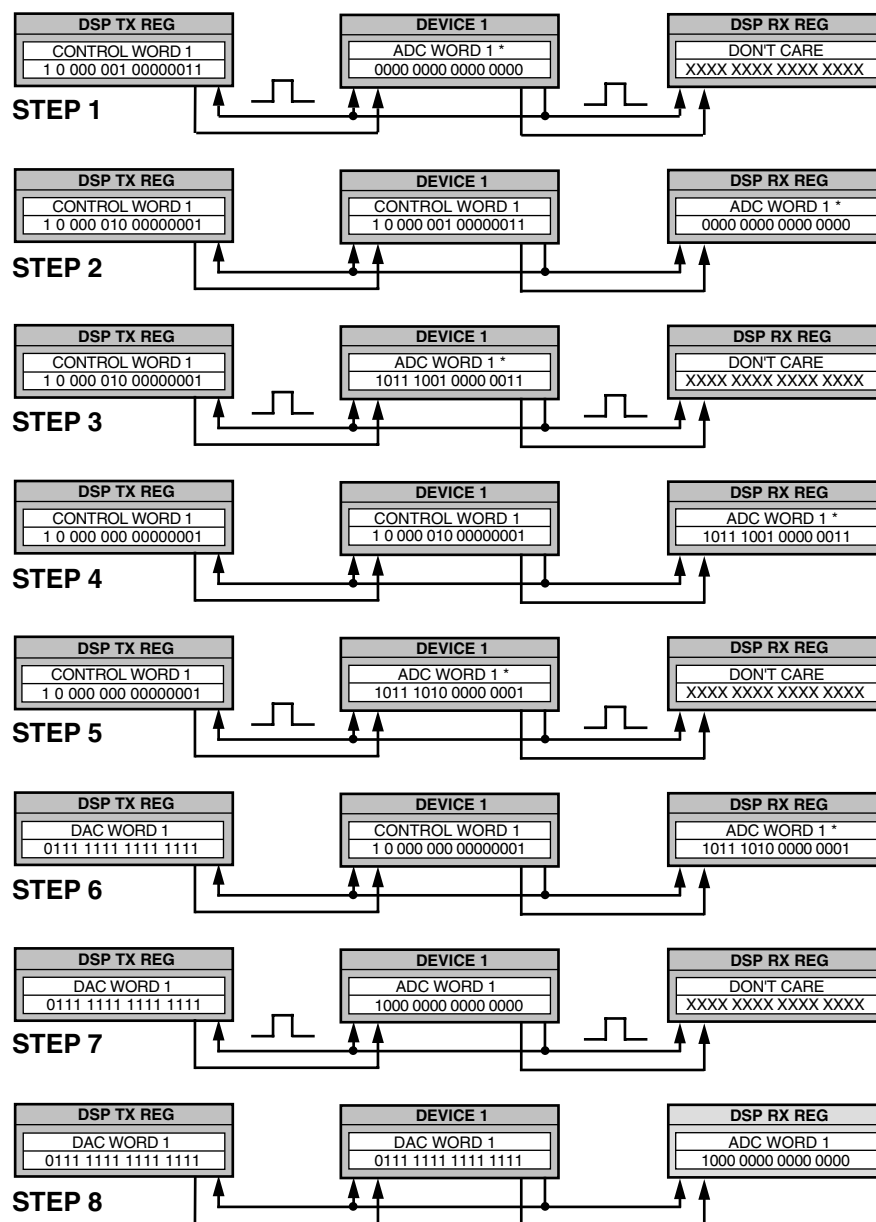 DSP TX REG
CONTROL WORD 1
1 0 000 001 00000011
DEVICE 1
ADC WORD 1 *
0000 0000 0000 0000
DSP RX REG
DON'T CARE
XXXX XXXX XXXX XXXX
STEP 1
DSP TX REG
CONTROL WORD 1
1 0 000 010 00000001
DEVICE 1
CONTROL WORD 1
1 0 000 001 00000011
DSP RX REG
ADC WORD 1 *
0000 0000 0000 0000
STEP 2
DSP TX REG
CONTROL WORD 1
1 0 000 010 00000001
DEVICE 1
ADC WORD 1 *
1011 1001 0000 0011
DSP RX REG
DON'T CARE
XXXX XXXX XXXX XXXX
STEP 3
DSP TX REG
CONTROL WORD 1
1 0 000 000 00000001
DEVICE 1
CONTROL WORD 1
1 0 000 010 00000001
DSP RX REG
ADC WORD 1 *
1011 1001 0000 0011
STEP 4
DSP TX REG
CONTROL WORD 1
1 0 000 000 00000001
DEVICE 1
ADC WORD 1 *
1011 1010 0000 0001
DSP RX REG
DON'T CARE
XXXX XXXX XXXX XXXX
STEP 5
DSP TX REG
DAC WORD 1
0111 1111 1111 1111
DEVICE 1
CONTROL WORD 1
1 0 000 000 00000001
DSP RX REG
ADC WORD 1 *
1011 1010 0000 0001
STEP 6
DSP TX REG
DAC WORD 1
0111 1111 1111 1111
DEVICE 1
ADC WORD 1
1000 0000 0000 0000
DSP RX REG
DON'T CARE
XXXX XXXX XXXX XXXX
STEP 7
DSP TX REG
DAC WORD 1
0111 1111 1111 1111
DEVICE 1
DAC WORD 1
0111 1111 1111 1111
DSP RX REG
ADC WORD 1
1000 0000 0000 0000
STEP 8